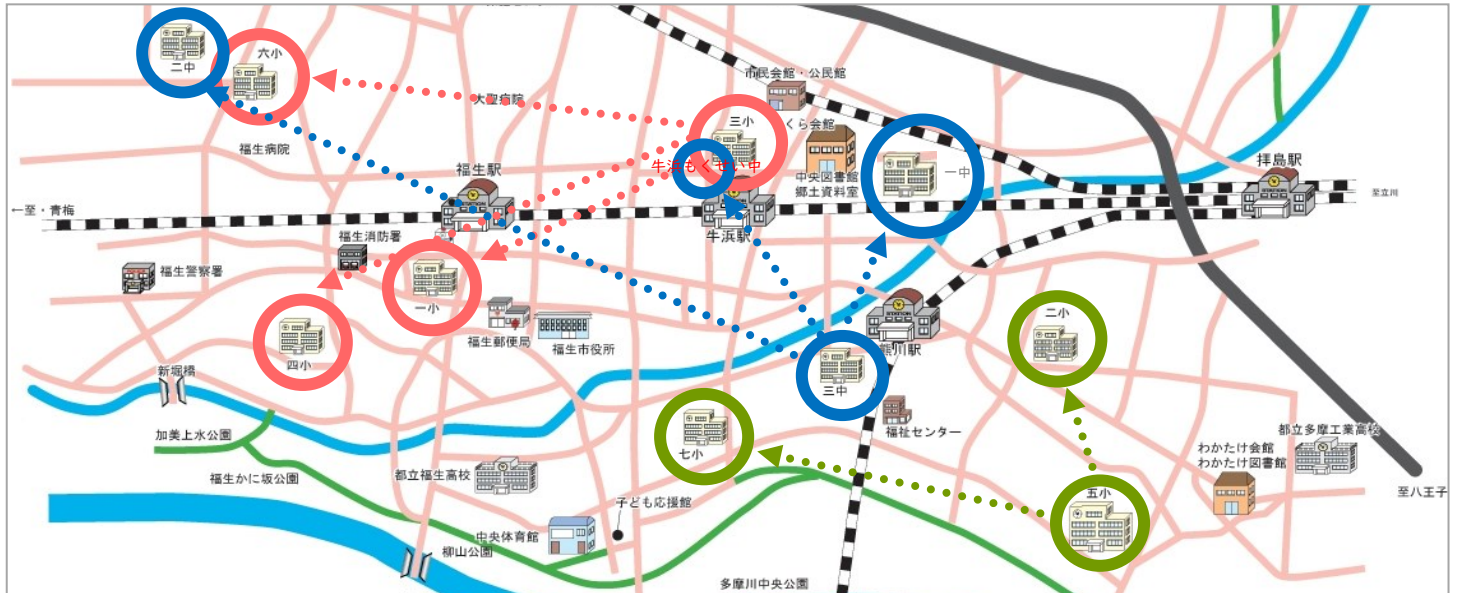 二中
六小
大聖病院
市民会館・公民館
三小
くら会館
福生病院
福生駅
牛浜もくせい中
中央図書館
郷土資料室
一中
拝島駅
至立川
←至・青梅
福生消防署
牛浜駅
福生警察署
一小
二小
福生郵便局
福生市役所
熊川駅
四小
新堀橋
三中
加美上水公園
七小
福祉センター
都立多摩工業高校
わかたけ会館
わかたけ図書館
福生かに坂公園
都立福生高校
五小
至八王子
子ども応援館
中央体育館
柳山公園
多摩川中央公園